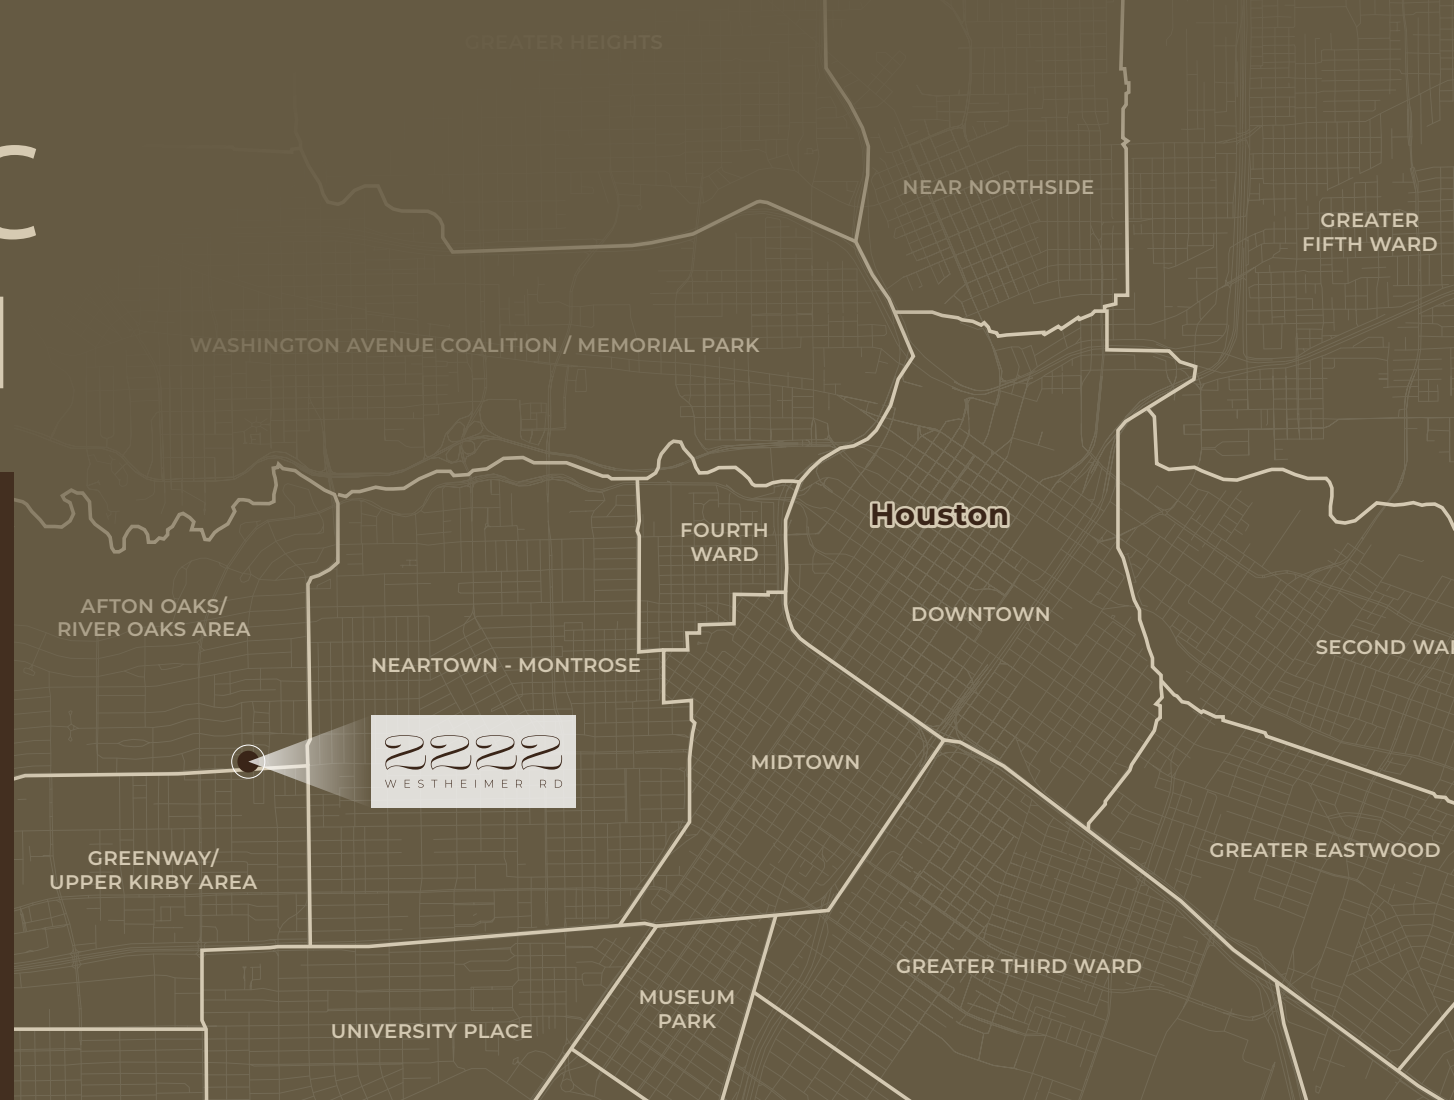 GREATER HEIGHTS
NEAR NORTHSIDE
GREATER
FIFTH WARD
WASHINGTON AVENUE COALITION / MEMORIAL PARK
Houston
FOURTH
WARD
AFTON OAKS/
RIVER OAKS AREA
DOWNTOWN
SECOND
NEARTOWN - MONTROSE
2222
WESTHEIMER RD
MIDTOWN
GREENWAY/
UPPER KIRBY AREA
GREATER EASTWOOD
GREATER THIRD WARD
MUSEUM
PARK
UNIVERSITY PLACE